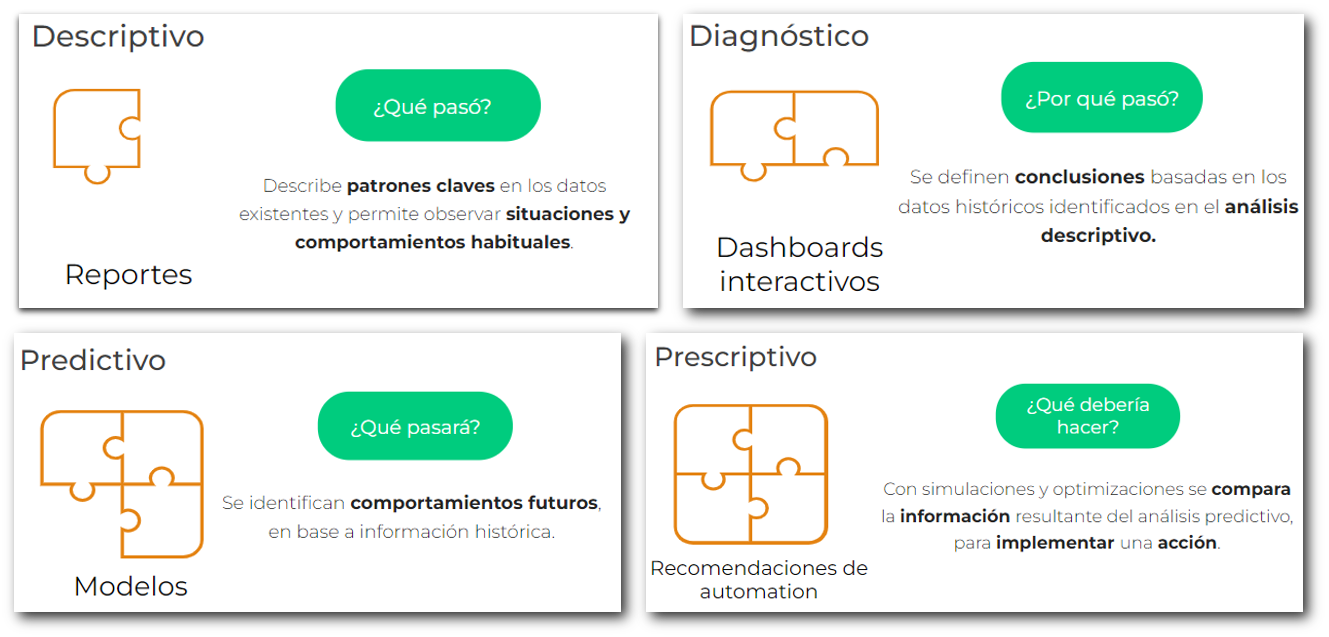 Descriptivo
¿Qué pasó?
Describe patrones claves en los datos
existentes y permite observar situaciones y
comportamientos habituales.
Reportes
Diagnóstico
¿Por qué pasó?
Se definen conclusiones basadas en los
datos históricos identificados en el análisis
descriptivo.
Dashboards
interactivos
Predictivo
¿Qué pasará?
Se identifican comportamientos futuros,
en base a información histórica.
Modelos
Prescriptivo
¿Qué debería
hacer?
Con simulaciones y optimizaciones se compara
la información resultante del análisis predictivo,
para implementar una acción.
Recomendaciones de
automation